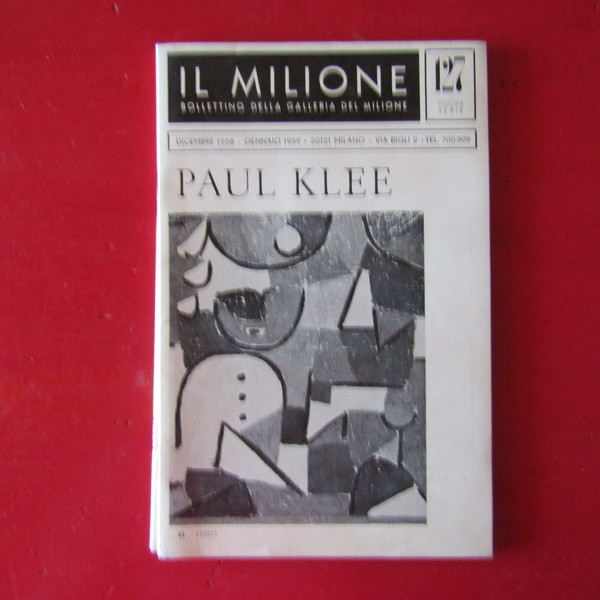 IL MILIONE
BOLLETTINO DELLA GALLERIA DEL MILIONE
127
DICEMBRE 1968 - GENNAIO 1969 - 20121 MILANO - VIA BIGLI 2 - TEL. 700.909
PAUL KLEE